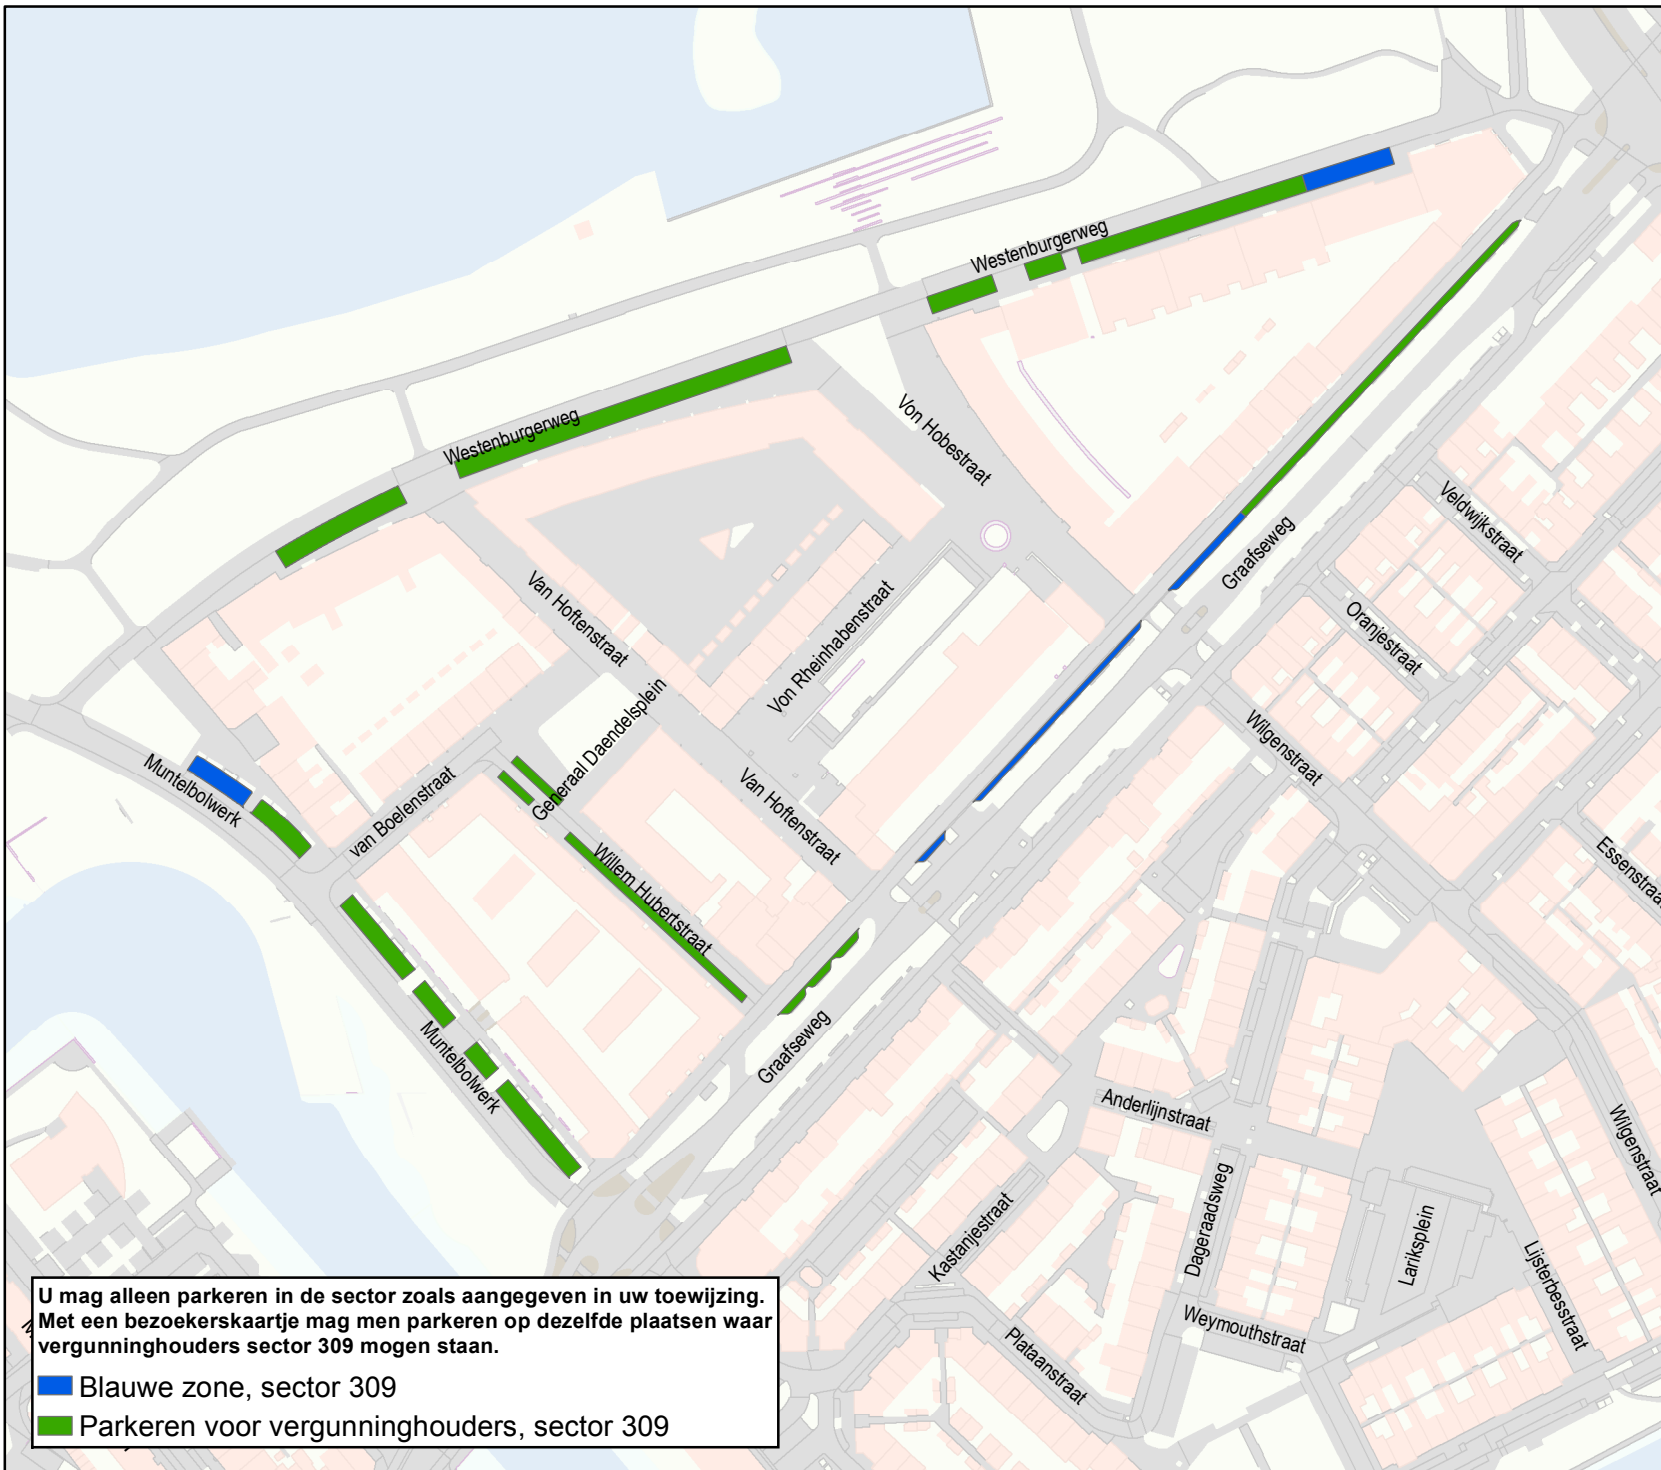 Westenburgerweg
Westenburgerweg
Von Hobestraat
Graafseweg
Veldwijkstraat
Oranjestraat
Van Hoftenstraat
Von Rheinhabenstraat
Generaal Daendelsplein
Wilgenstraat
Muntelbolwerk
van Boelenstraat
Van Hoftenstraat
Willem Hubertstraat
Essenstraat
Graafseweg
Muntelbolwerk
Anderlijnstraat
Wilgenstraat
Dageraadsweg
Kastanjestraat
Lariksplein
Lijsterbesstraat
Weymouthstraat
Plataanstraat
U mag alleen parkeren in de sector zoals aangegeven in uw toewijzing.
Met een bezoekerskaartje mag men parkeren op dezelfde plaatsen waar
vergunninghouders sector 309 mogen staan.
Blauwe zone, sector 309
Parkeren voor vergunninghouders, sector 309